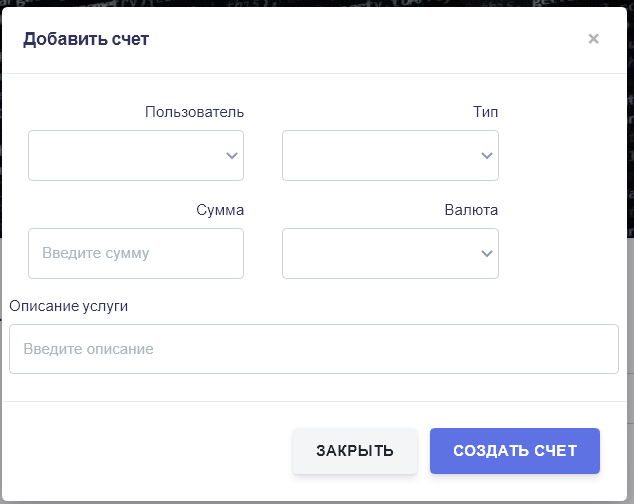 Добавить счет ×
Пользователь Тип
Сумма Валюта
Введите сумму
Описание услуги
Введите описание
ЗАКРЫТЬ СОЗДАТЬ СЧЕТ